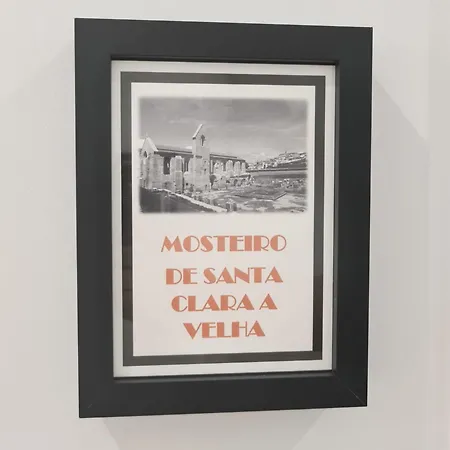 MOSTEIRO
DE SANTA
CLARA A
VELHA